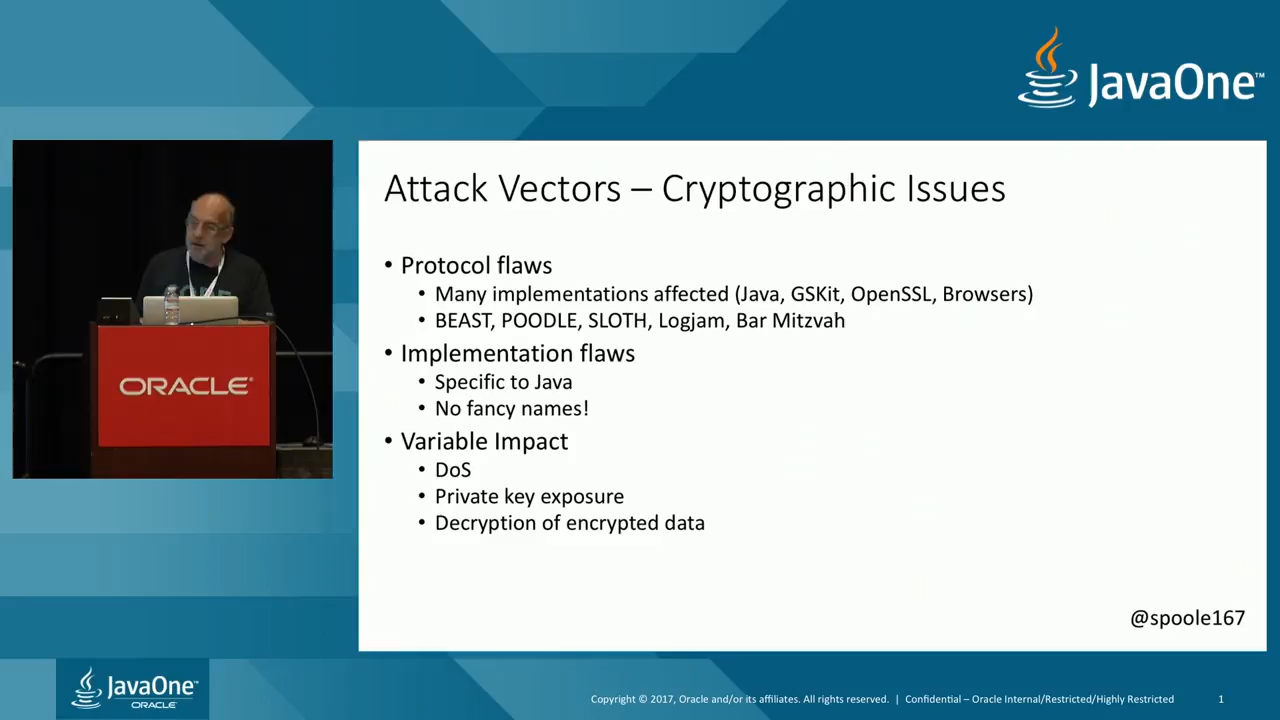 JavaOne™
Attack Vectors – Cryptographic Issues
• Protocol flaws
• Many implementations affected (Java, GSKit, OpenSSL, Browsers)
• BEAST, POODLE, SLOTH, Logjam, Bar Mitzvah
• Implementation flaws
• Specific to Java
• No fancy names!
• Variable Impact
• DoS
• Private key exposure
• Decryption of encrypted data
@spoole167
ORACLE®
JavaOne™
ORACLE®
Copyright © 2017, Oracle and/or its affiliates. All rights reserved. | Confidential – Oracle Internal/Restricted/Highly Restricted 1